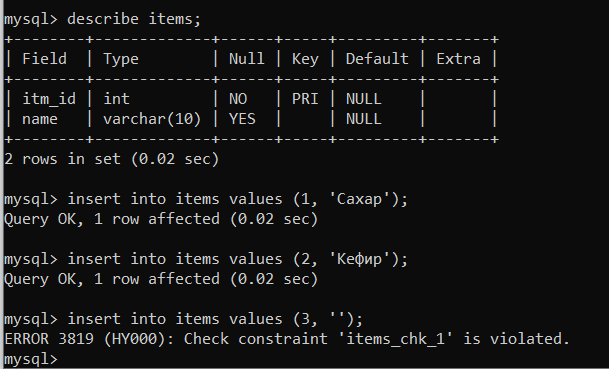 mysql> describe items;
+--------+-------------+------+-----+---------+-------+
| Field  | Type        | Null | Key | Default | Extra |
+--------+-------------+------+-----+---------+-------+
| itm_id | int         | NO   | PRI | NULL    |       |
| name   | varchar(10) | YES  |     | NULL    |       |
+--------+-------------+------+-----+---------+-------+
2 rows in set (0.02 sec)
mysql> insert into items values (1, 'Сахар');
Query OK, 1 row affected (0.02 sec)
mysql> insert into items values (2, 'Кефир');
Query OK, 1 row affected (0.02 sec)
mysql> insert into items values (3, '');
ERROR 3819 (HY000): Check constraint 'items_chk_1' is violated.
mysql>